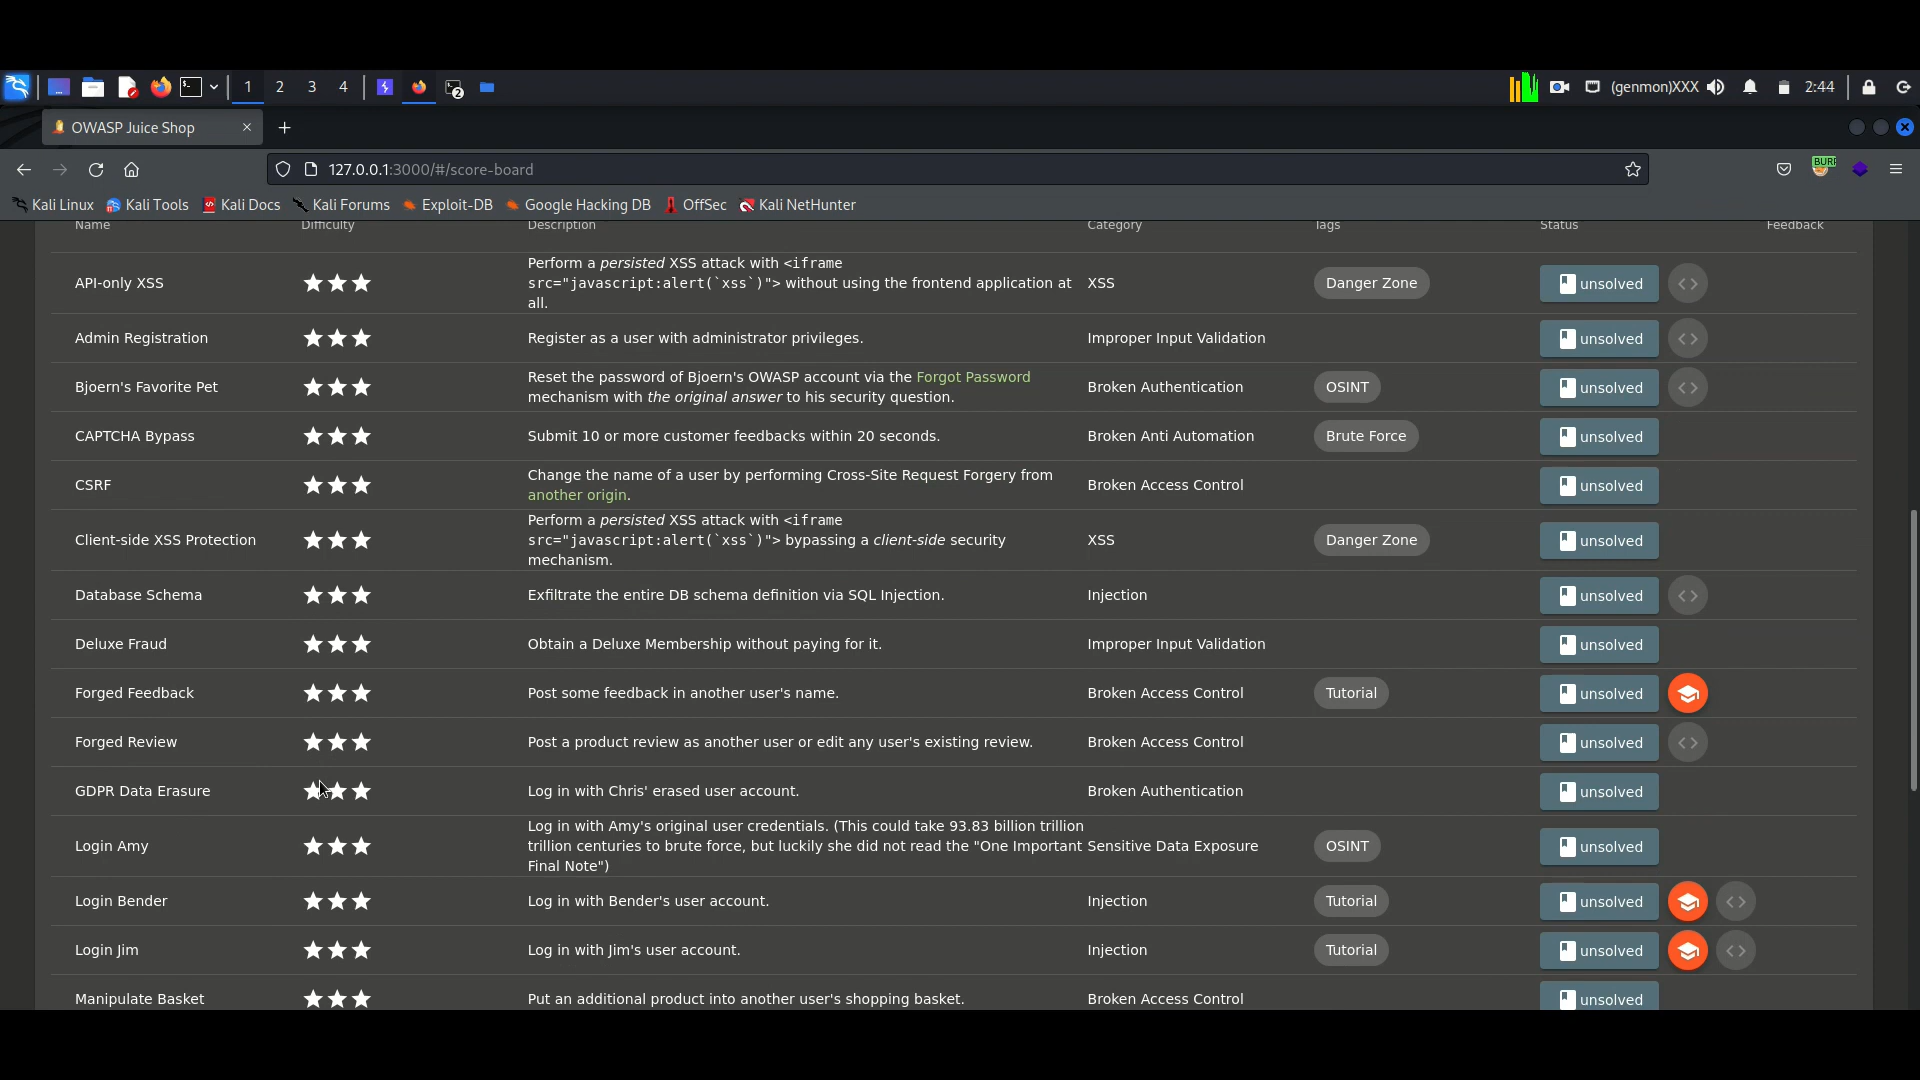 1 2 3 4 2 (genmon)XXX 2:44
OWASP Juice Shop
127.0.0.1:3000/#/score-board
BURP
Kali Linux Kali Tools Kali Docs Kali Forums Exploit-DB Google Hacking DB OffSec Kali NetHunter
Name Difficulty Description Category Tags Status Feedback
Perform a persisted XSS attack with <iframe
API-only XSS src="javascript:alert(`xss`)"> without using the frontend application at XSS Danger Zone unsolved
all.
Admin Registration Register as a user with administrator privileges. Improper Input Validation unsolved
Reset the password of Bjoern's OWASP account via the Forgot Password
Bjoern's Favorite Pet Broken Authentication OSINT unsolved
mechanism with the original answer to his security question.
CAPTCHA Bypass Submit 10 or more customer feedbacks within 20 seconds. Broken Anti Automation Brute Force unsolved
Change the name of a user by performing Cross-Site Request Forgery from
CSRF Broken Access Control unsolved
another origin.
Perform a persisted XSS attack with <iframe
Client-side XSS Protection src="javascript:alert(`xss`)"> bypassing a client-side security XSS Danger Zone unsolved
mechanism.
Database Schema Exfiltrate the entire DB schema definition via SQL Injection. Injection unsolved
Deluxe Fraud Obtain a Deluxe Membership without paying for it. Improper Input Validation unsolved
Forged Feedback Post some feedback in another user's name. Broken Access Control Tutorial unsolved
Forged Review Post a product review as another user or edit any user's existing review. Broken Access Control unsolved
GDPR Data Erasure Log in with Chris' erased user account. Broken Authentication unsolved
Log in with Amy's original user credentials. (This could take 93.83 billion trillion
Login Amy trillion centuries to brute force, but luckily she did not read the "One Important Sensitive Data Exposure OSINT unsolved
Final Note")
Login Bender Log in with Bender's user account. Injection Tutorial unsolved
Login Jim Log in with Jim's user account. Injection Tutorial unsolved
Manipulate Basket Put an additional product into another user's shopping basket. Broken Access Control unsolved